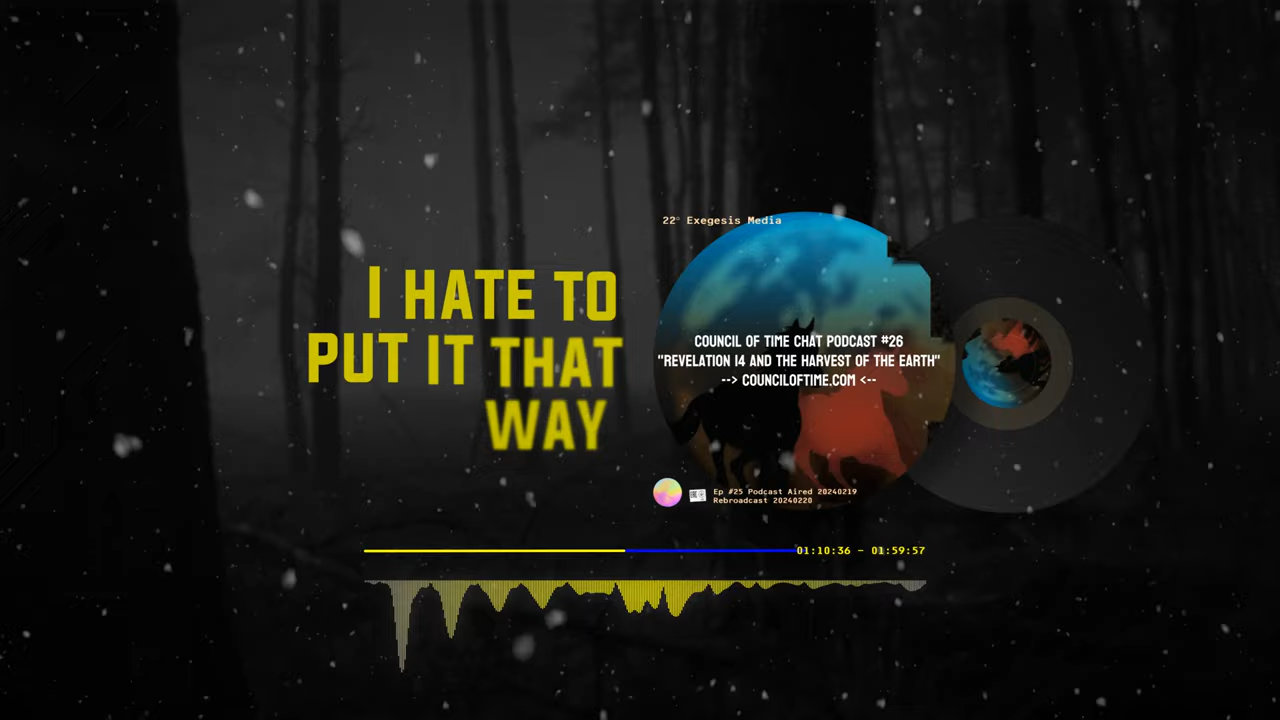 22° Exegesis Media
I HATE TO
PUT IT THAT
WAY
COUNCIL OF TIME CHAT PODCAST #26
"REVELATION 14 AND THE HARVEST OF THE EARTH"
--> COUNCILOFTIME.COM <--
Ep #25 Podcast Aired 20240219
Rebroadcast 20240220
01:10:36 - 01:59:57